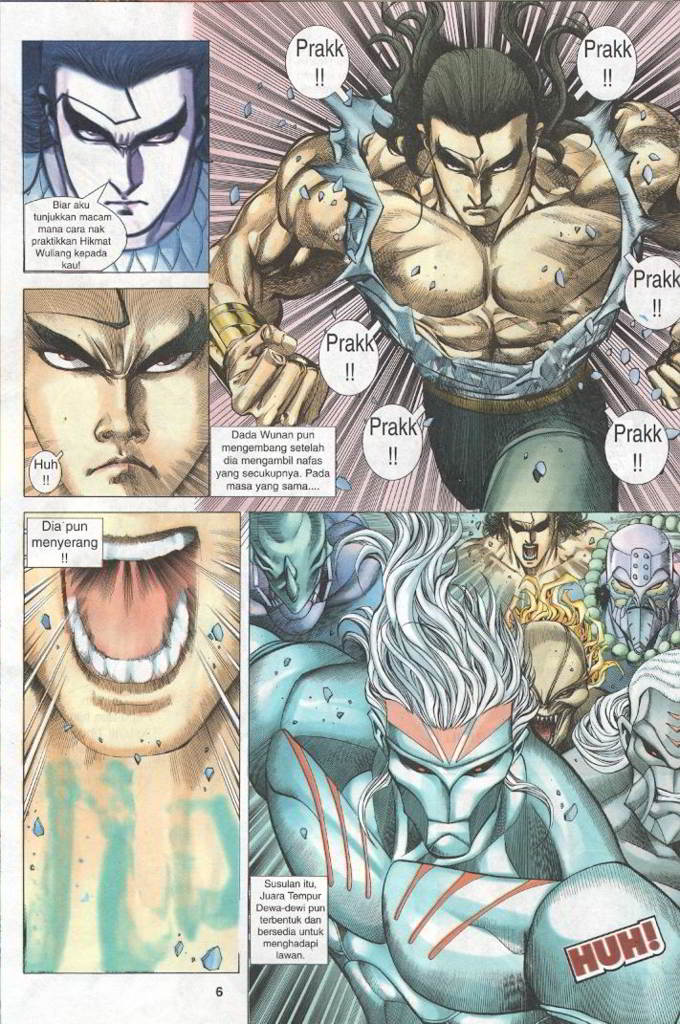 Biar aku
tunjukkan macam
mana cara nak
praktikkan Hikmat
Wuliang kepada
kau!
Prakk
!!
Prakk
!!
Prakk
!!
Prakk
!!
Prakk
!!
Prakk
!!
Huh
!!
Dada Wunan pun
mengembang setelah
dia mengambil nafas
yang secukupnya. Pada
masa yang sama....
Dia pun
menyerang
!!
Susulan itu,
Juara Tempur
Dewa-dewi pun
terbentuk dan
bersedia untuk
menghadapi
lawan.
HUH!
6